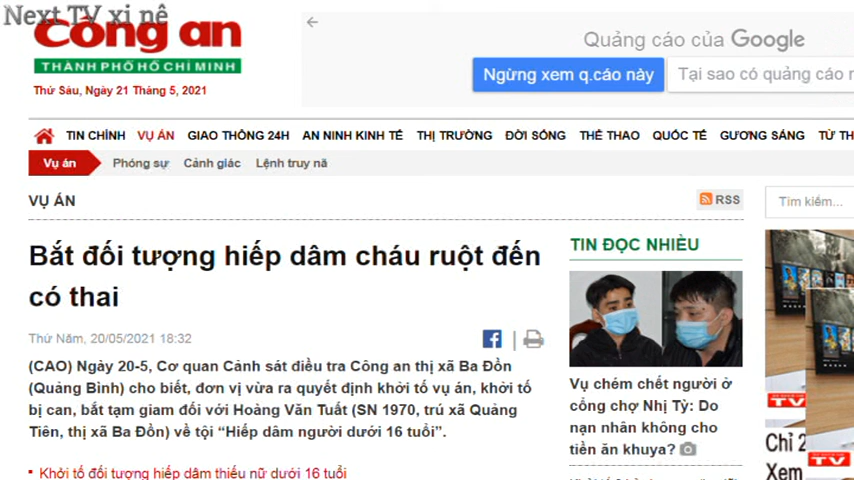 Next TV xi nê
Công an
THÀNH PHỐ HỒ CHÍ MINH
Thứ Sáu, Ngày 21 Tháng 5, 2021
Quảng cáo của Google
Ngừng xem q.cáo này
Tại sao có quảng cáo
TIN CHÍNH VỤ ÁN GIAO THÔNG 24H AN NINH KINH TẾ THỊ TRƯỜNG ĐỜI SỐNG THỂ THAO QUỐC TẾ GƯƠNG SÁNG TỪ TH
Vụ án Phóng sự Cảnh giác Lệnh truy nã
VỤ ÁN
RSS
Tìm kiếm...
Bắt đối tượng hiếp dâm cháu ruột đến
có thai
Thứ Năm, 20/05/2021 18:32
(CAO) Ngày 20-5, Cơ quan Cảnh sát điều tra Công an thị xã Ba Đồn
(Quảng Bình) cho biết, đơn vị vừa ra quyết định khởi tố vụ án, khởi tố
bị can, bắt tạm giam đối với Hoàng Văn Tuất (SN 1970, trú xã Quảng
Tiên, thị xã Ba Đồn) về tội “Hiếp dâm người dưới 16 tuổi”.
Khởi tố đối tượng hiếp dâm thiếu nữ dưới 16 tuổi
TIN ĐỌC NHIỀU
Vụ chém chết người ở
cổng chợ Nhị Tỳ: Do
nạn nhân không cho
tiền ăn khuya?
TV
TV
Chỉ 2
Xem